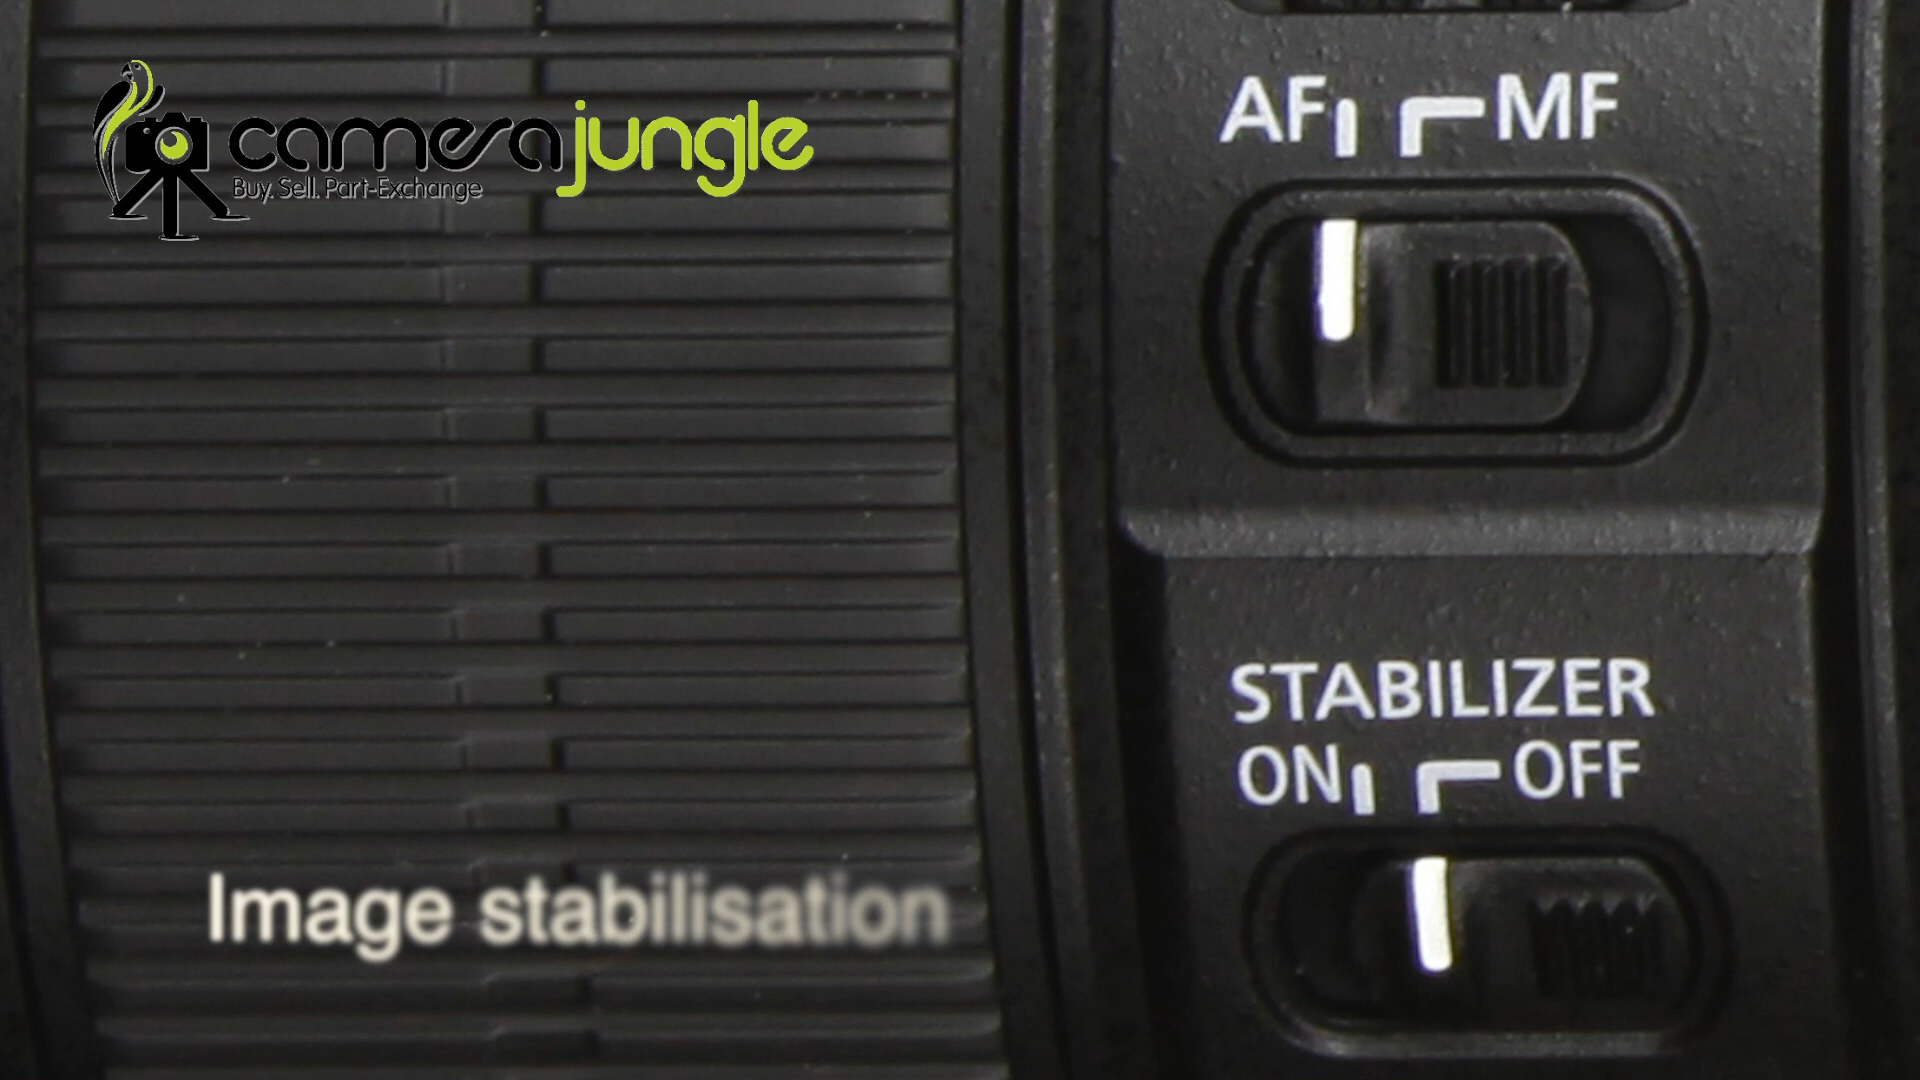 camerajungle
Buy. Sell. Part-Exchange
AF MF
STABILIZER
ON OFF
Image stabilisation